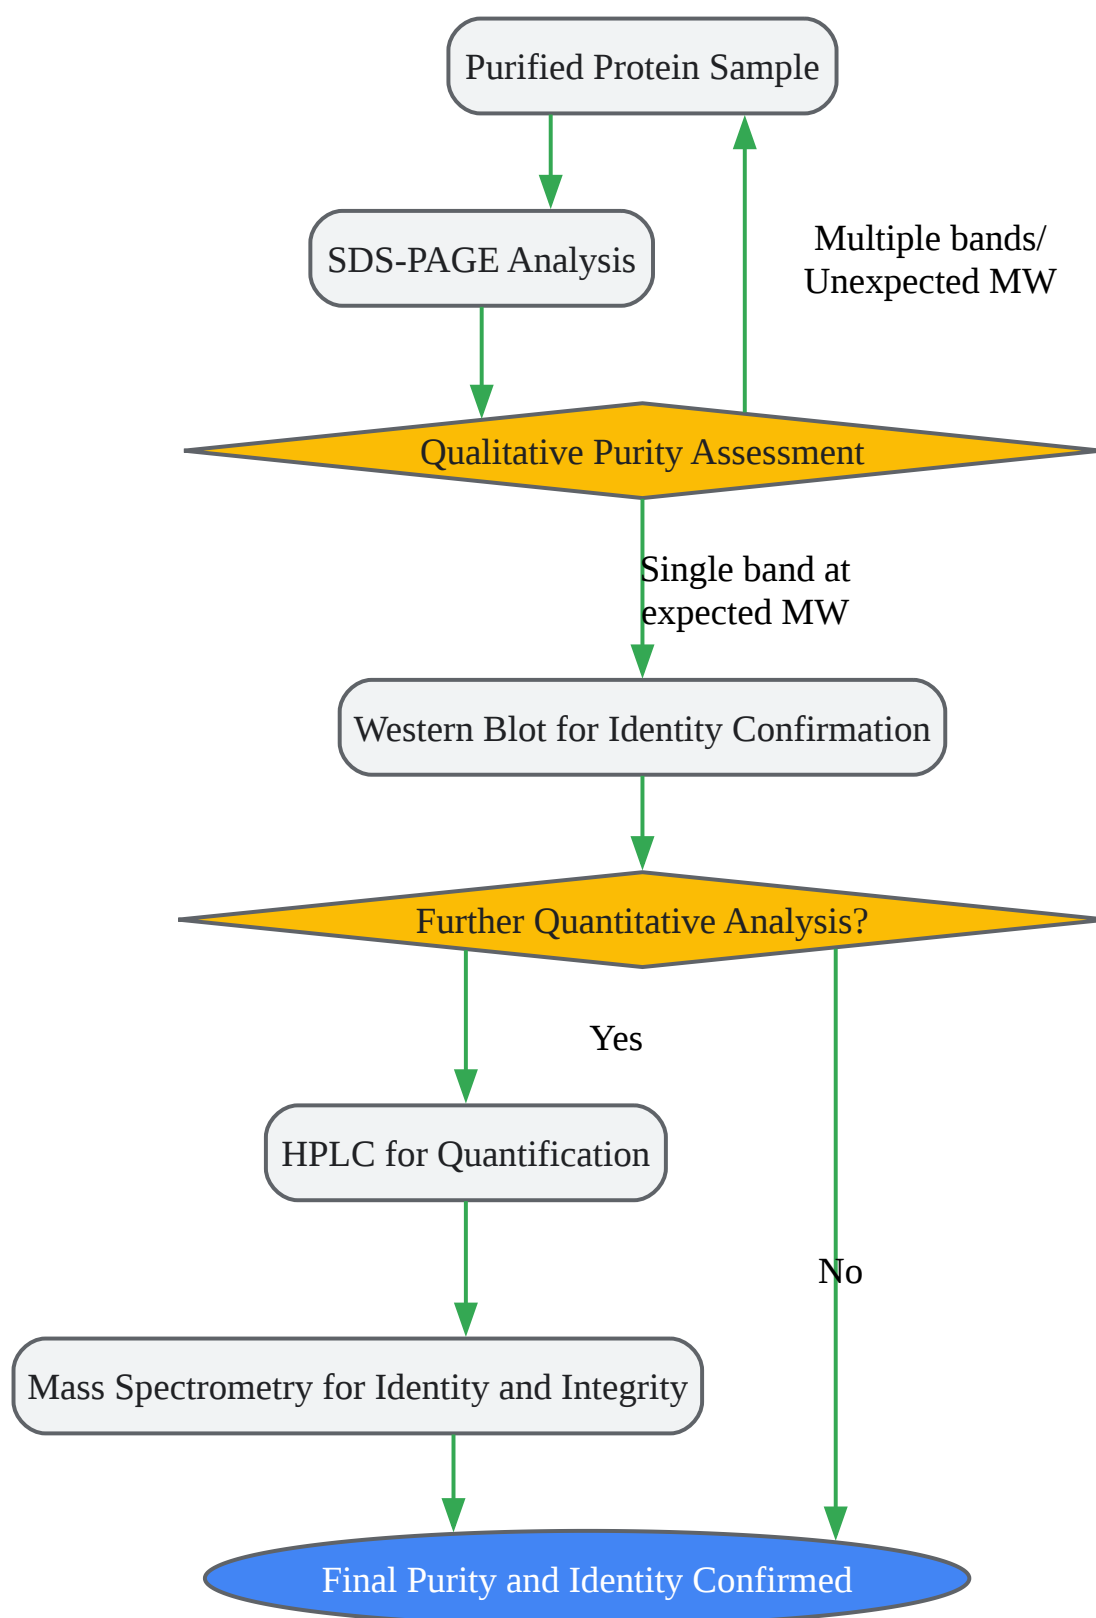 Purified Protein Sample
SDS-PAGE Analysis
Multiple bands/
Unexpected MW
Qualitative Purity Assessment
Single band at
expected MW
Western Blot for Identity Confirmation
Further Quantitative Analysis?
Yes
HPLC for Quantification
No
Mass Spectrometry for Identity and Integrity
Final Purity and Identity Confirmed